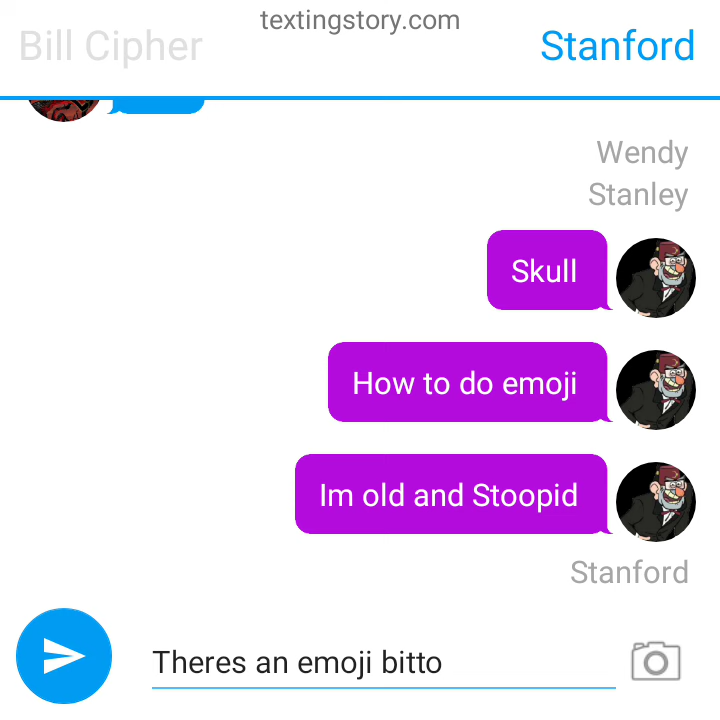 textingstory.com
Bill Cipher
Stanford
Wendy
Stanley
Skull
How to do emoji
Im old and Stoopid
Stanford
Theres an emoji bitto